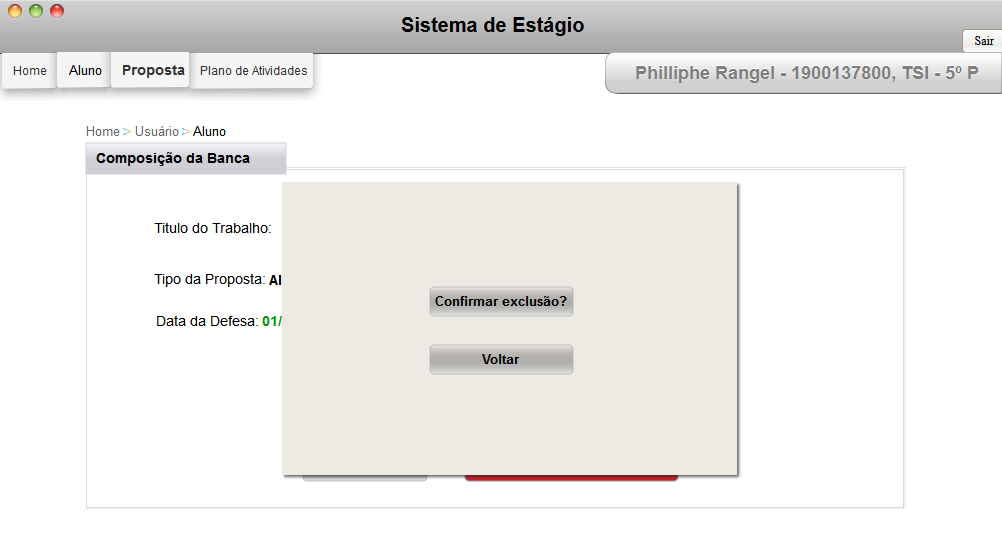 Sistema de Estágio
Sair
Home Aluno Proposta Plano de Atividades
Philliphe Rangel - 1900137800, TSI - 5º P
Home > Usuário > Aluno
Composição da Banca
Titulo do Trabalho:
Tipo da Proposta: Al
Data da Defesa: 01/
Confirmar exclusão?
Voltar